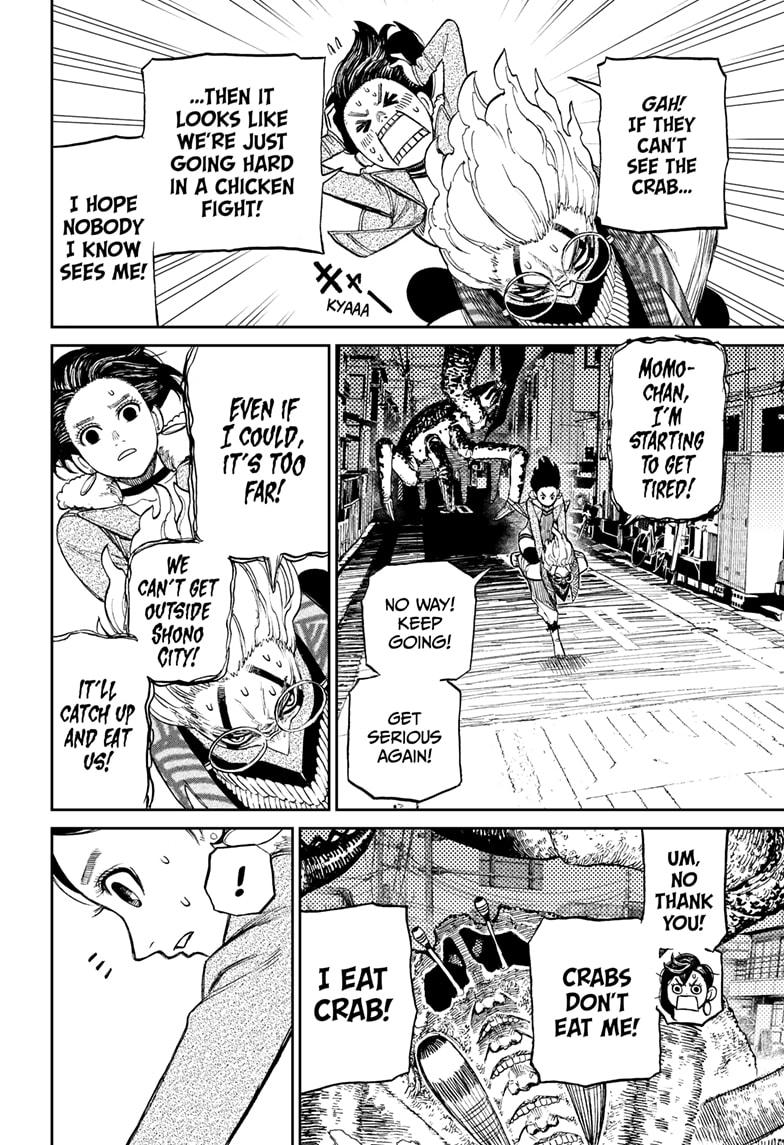 GAH!
IF THEY
CAN'T
SEE THE
CRAB...
...THEN IT
LOOKS LIKE
WE'RE JUST
GOING HARD
IN A CHICKEN
FIGHT!
I HOPE
NOBODY
I KNOW
SEES ME!
キャー
KYAAA
MOMO-
CHAN,
I'M
STARTING
TO GET
TIRED!
NO WAY!
KEEP
GOING!
GET
SERIOUS
AGAIN!
EVEN IF
I COULD,
IT'S TOO
FAR!
WE
CAN'T GET
OUTSIDE
SHONO
CITY!
IT'LL
CATCH UP
AND EAT
US!
UM,
NO
THANK
YOU!
CRABS
DON'T
EAT ME!
I EAT
CRAB!
!